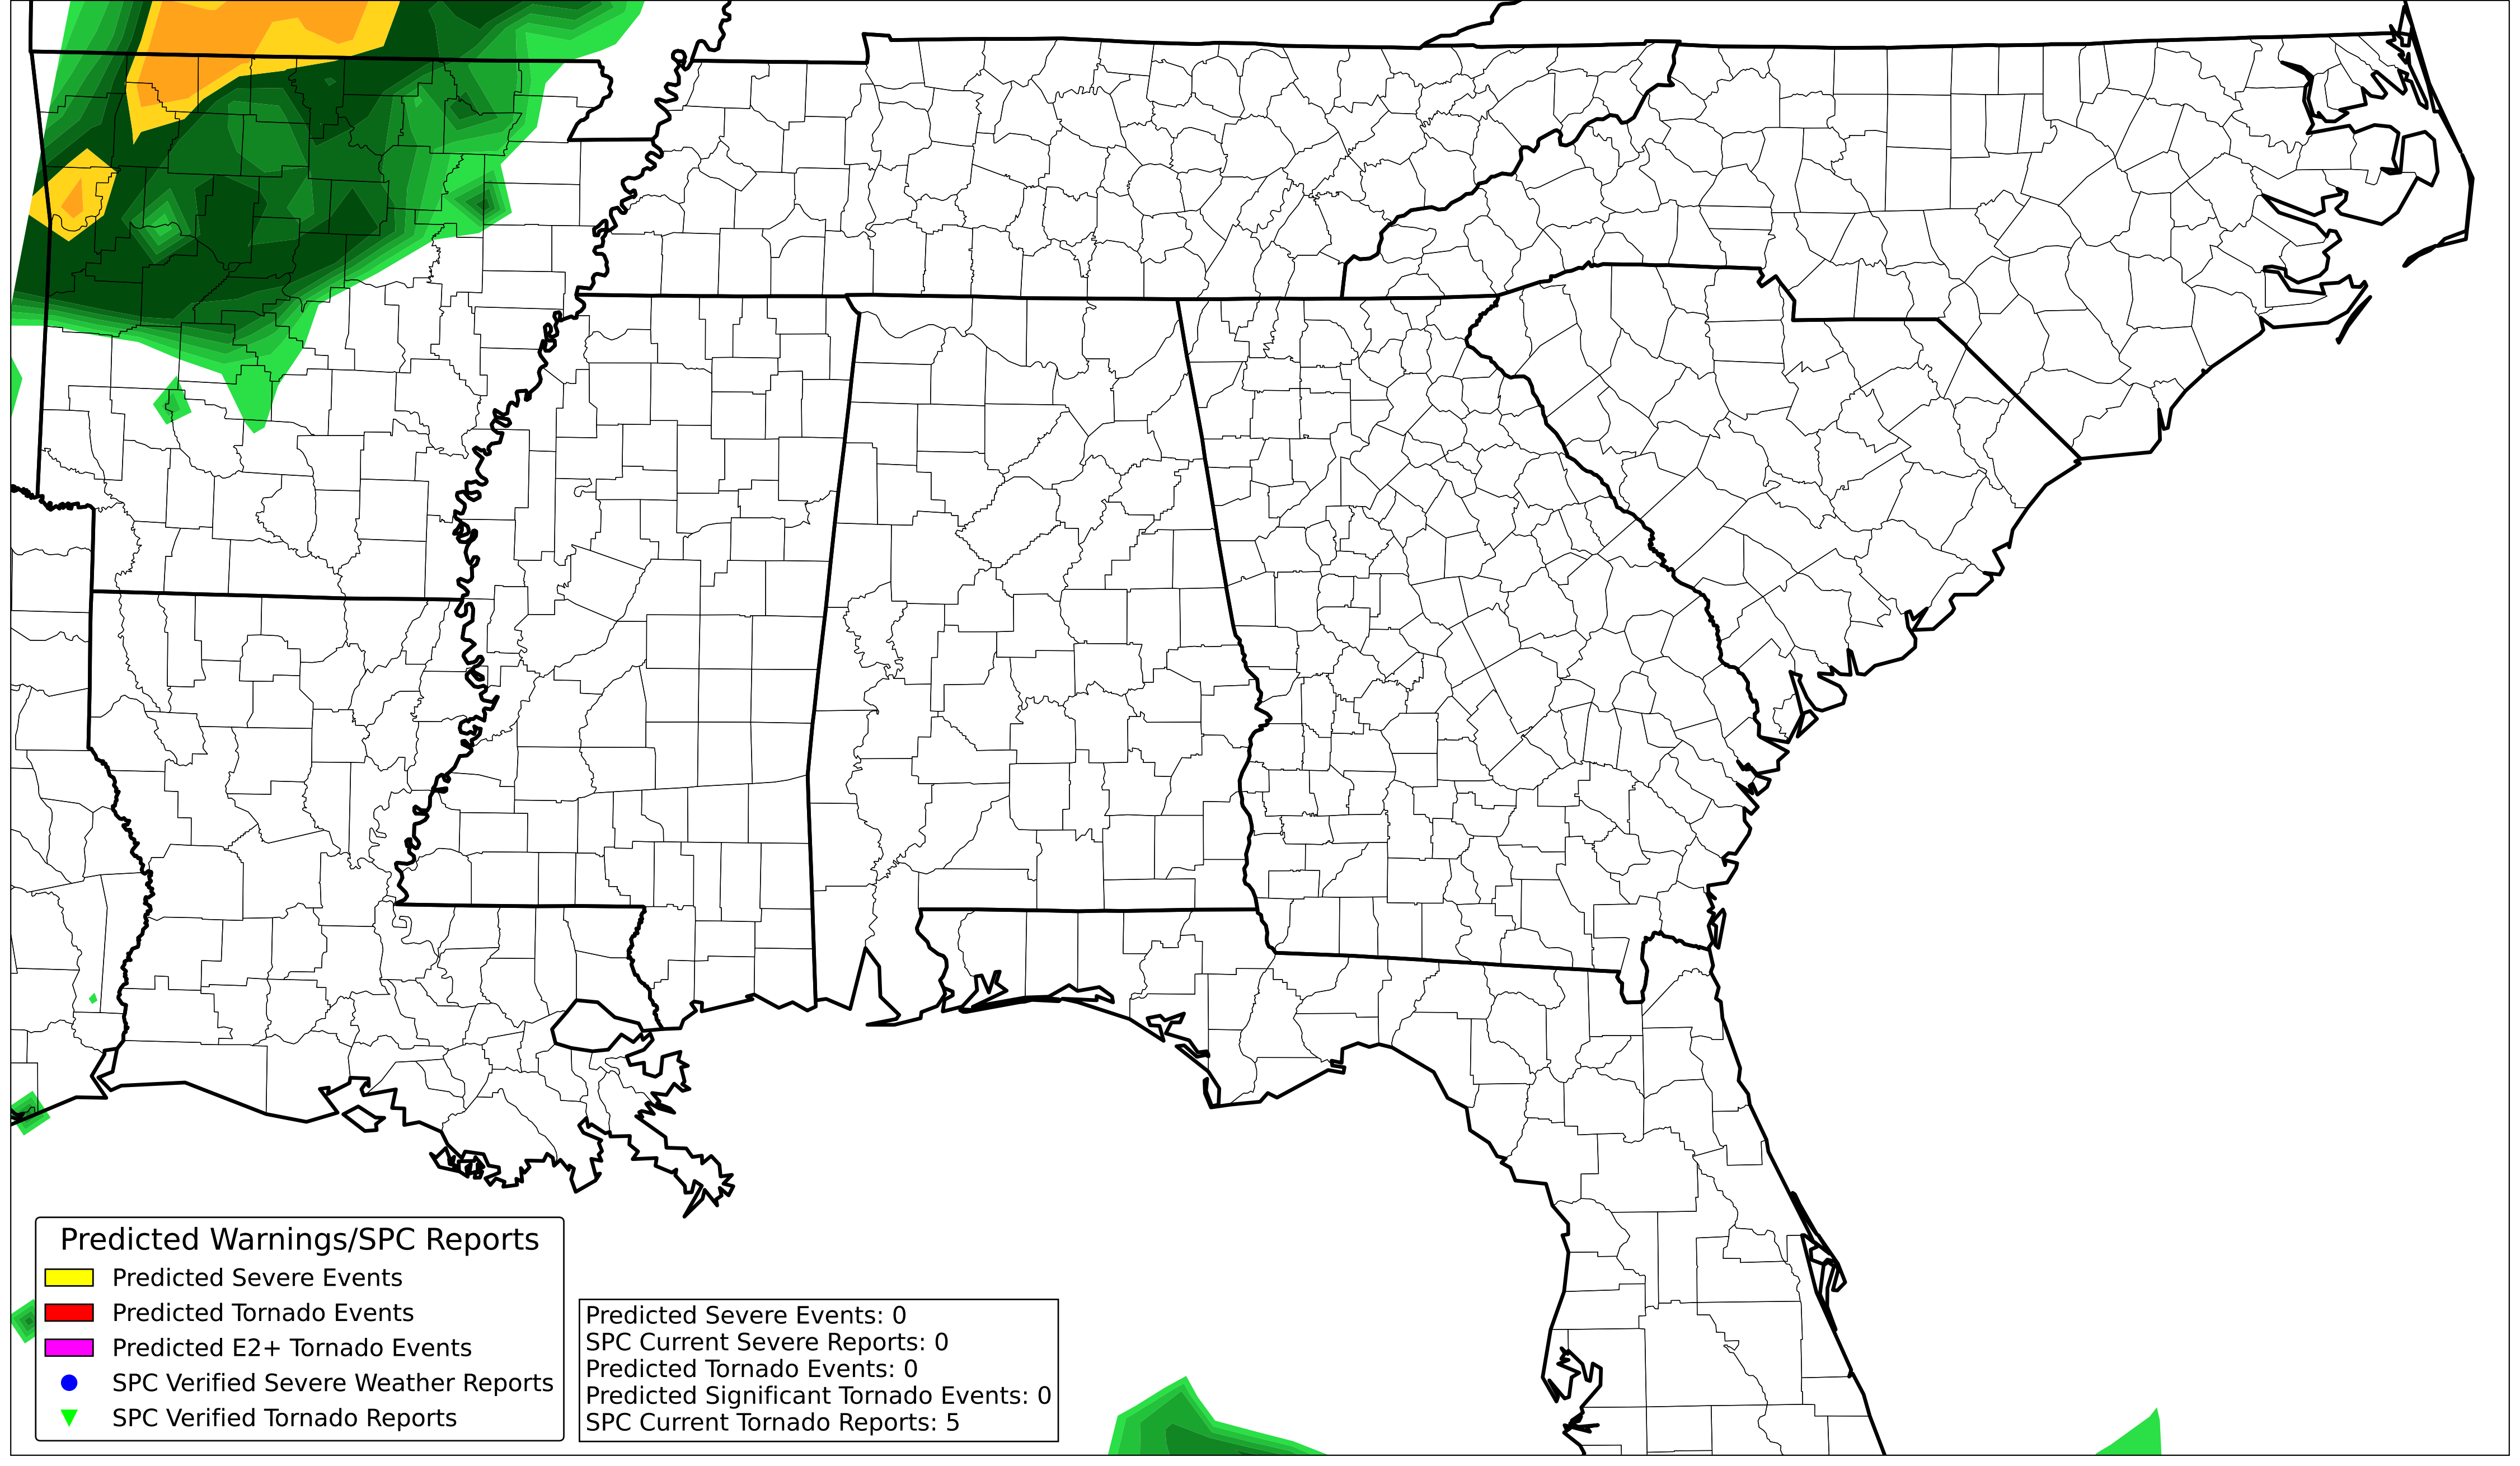 Predicted Warnings/SPC Reports
Predicted Severe Events
Predicted Tornado Events
Predicted E2+ Tornado Events
SPC Verified Severe Weather Reports
SPC Verified Tornado Reports
Predicted Severe Events: 0
SPC Current Severe Reports: 0
Predicted Tornado Events: 0
Predicted Significant Tornado Events: 0
SPC Current Tornado Reports: 5